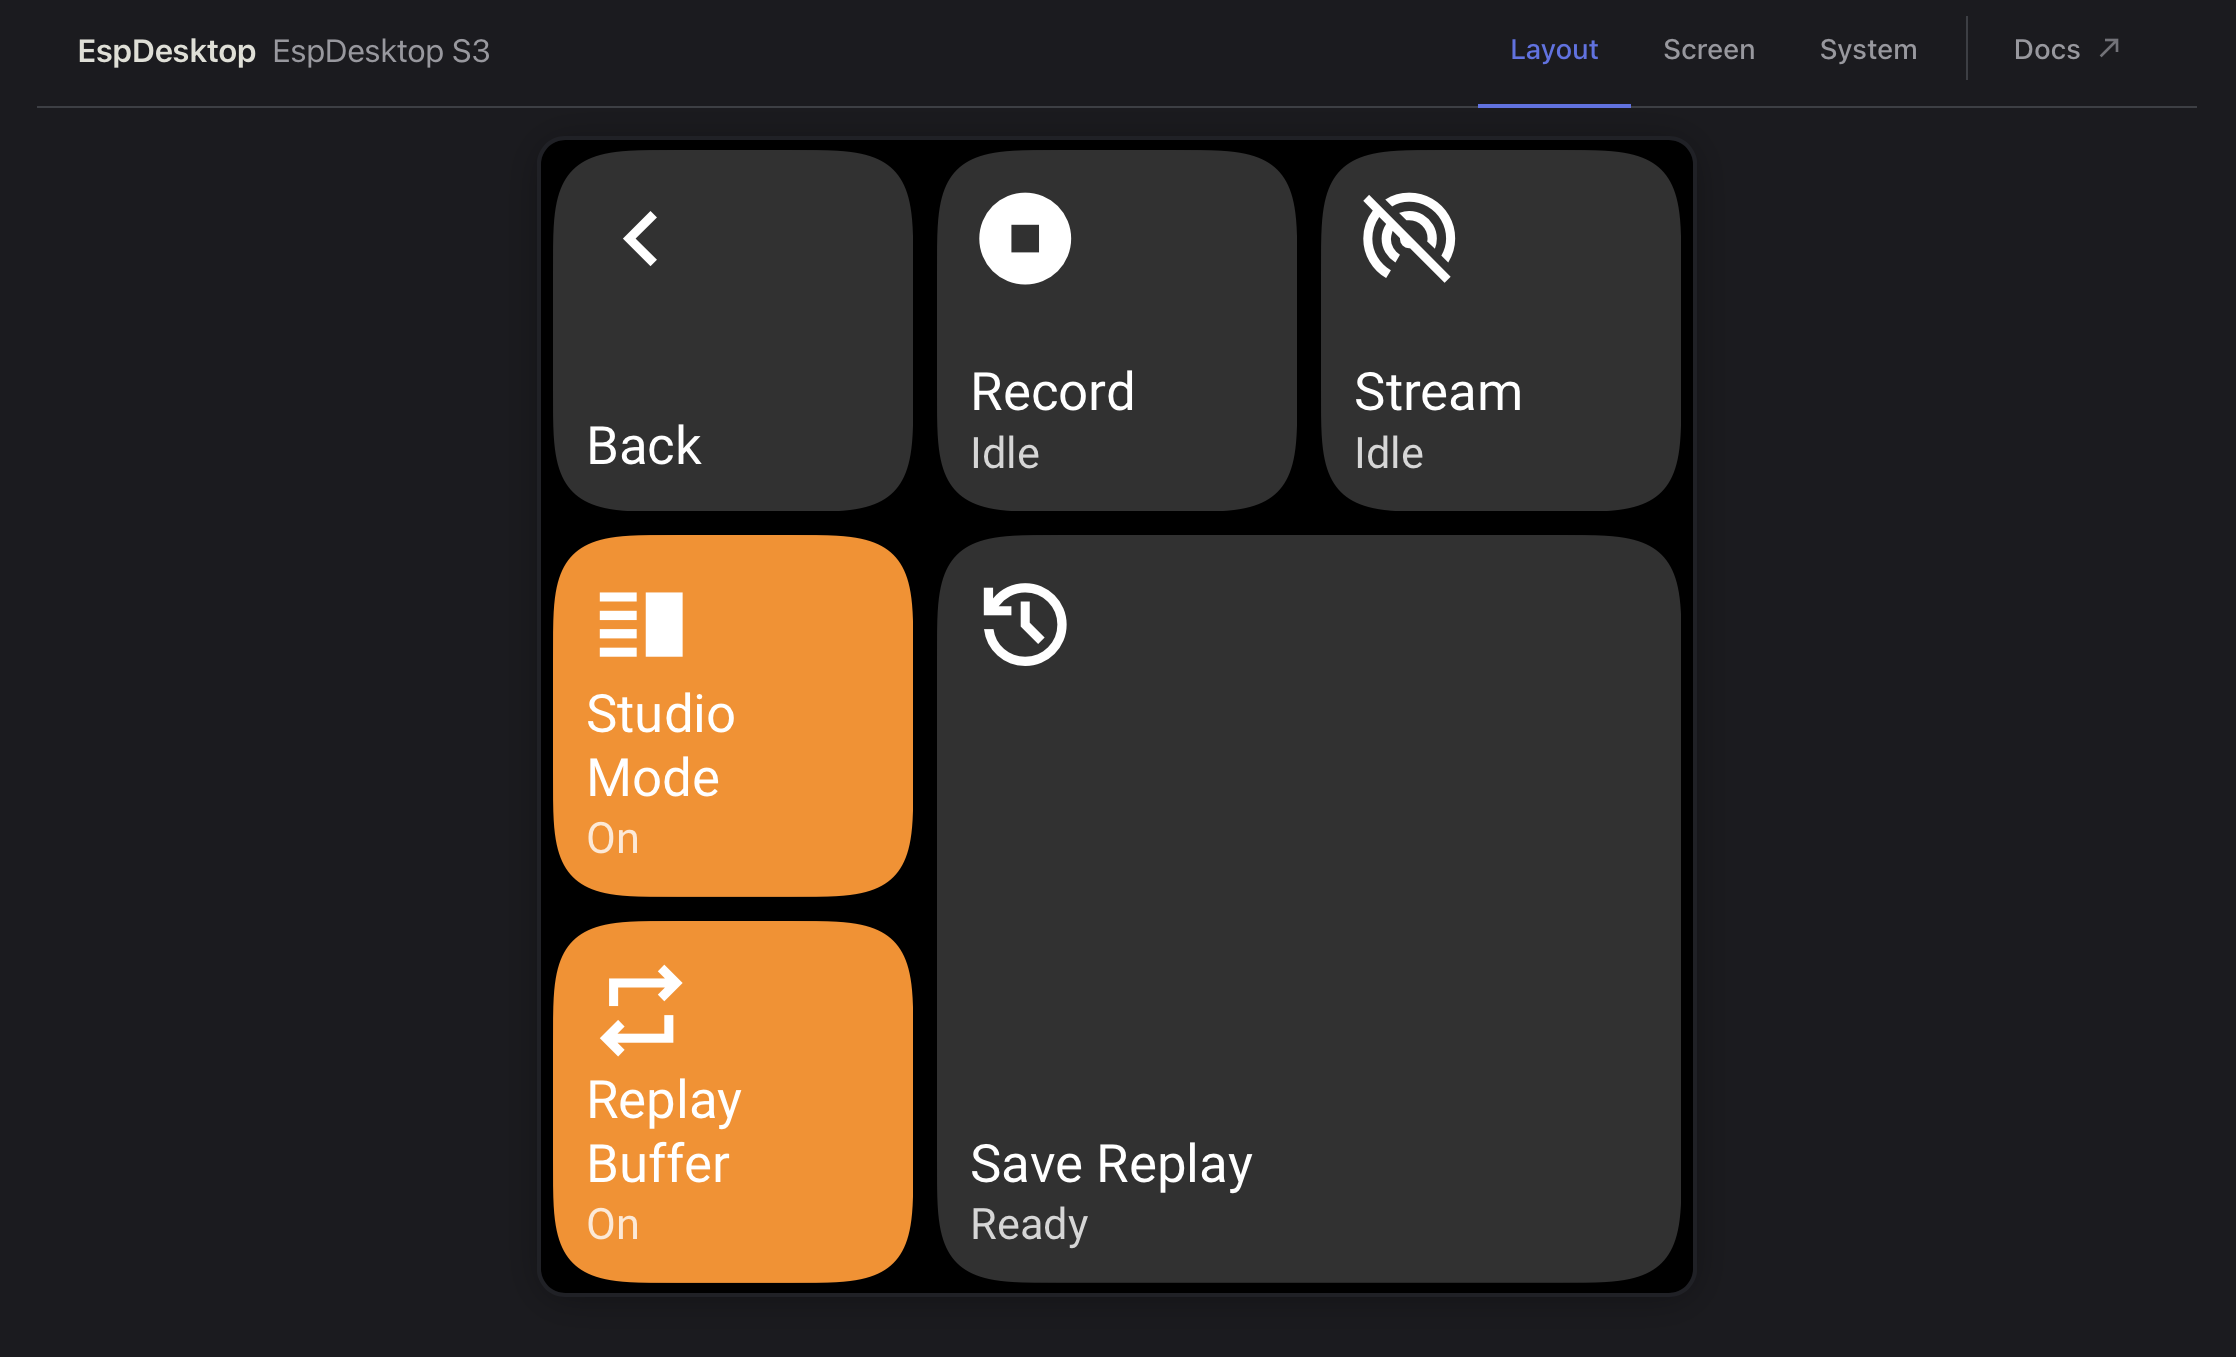 EspDesktop EspDesktop S3
Layout Screen System Docs
Back
Record
Idle
Stream
Idle
Studio
Mode
On
Replay
Buffer
On
Save Replay
Ready